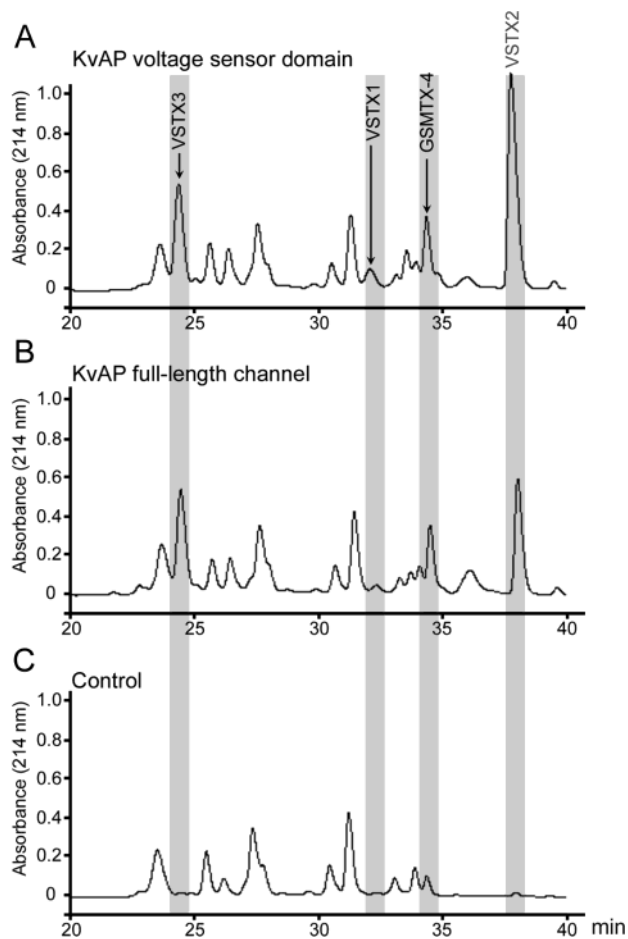 A
KvAP voltage sensor domain
VSTX3
VSTX1
GSMTX-4
VSTX2
Absorbance (214 nm)
1.0
0.8
0.6
0.4
0.2
0
20 25 30 35 40
B
KvAP full-length channel
Absorbance (214 nm)
1.0
0.8
0.6
0.4
0.2
0
20 25 30 35 40
C
Control
Absorbance (214 nm)
1.0
0.8
0.6
0.4
0.2
0
20 25 30 35 40 min